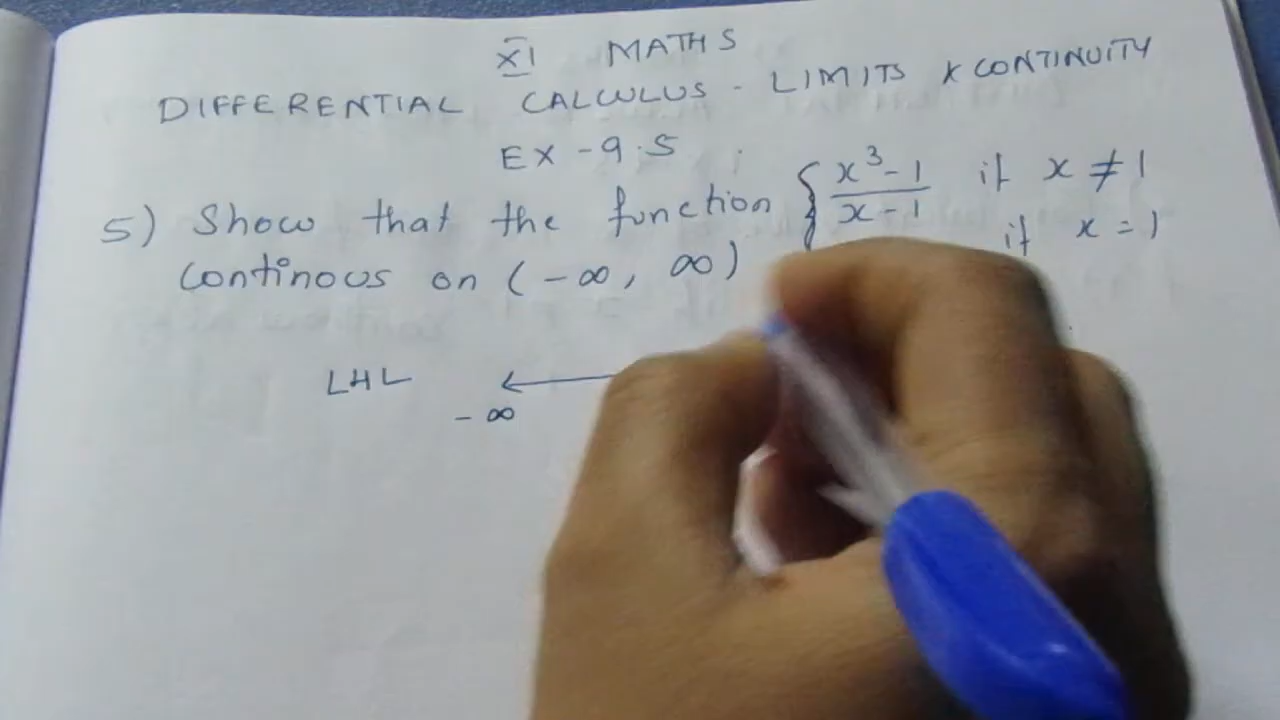 XI MATHS
DIFFERENTIAL CALCULUS - LIMITS & CONTINUITY
EX - 9.5
5) Show that the function { x³-1 / x-1 if x ≠ 1
if x = 1
continous on (-∞, ∞)
LHL
-∞